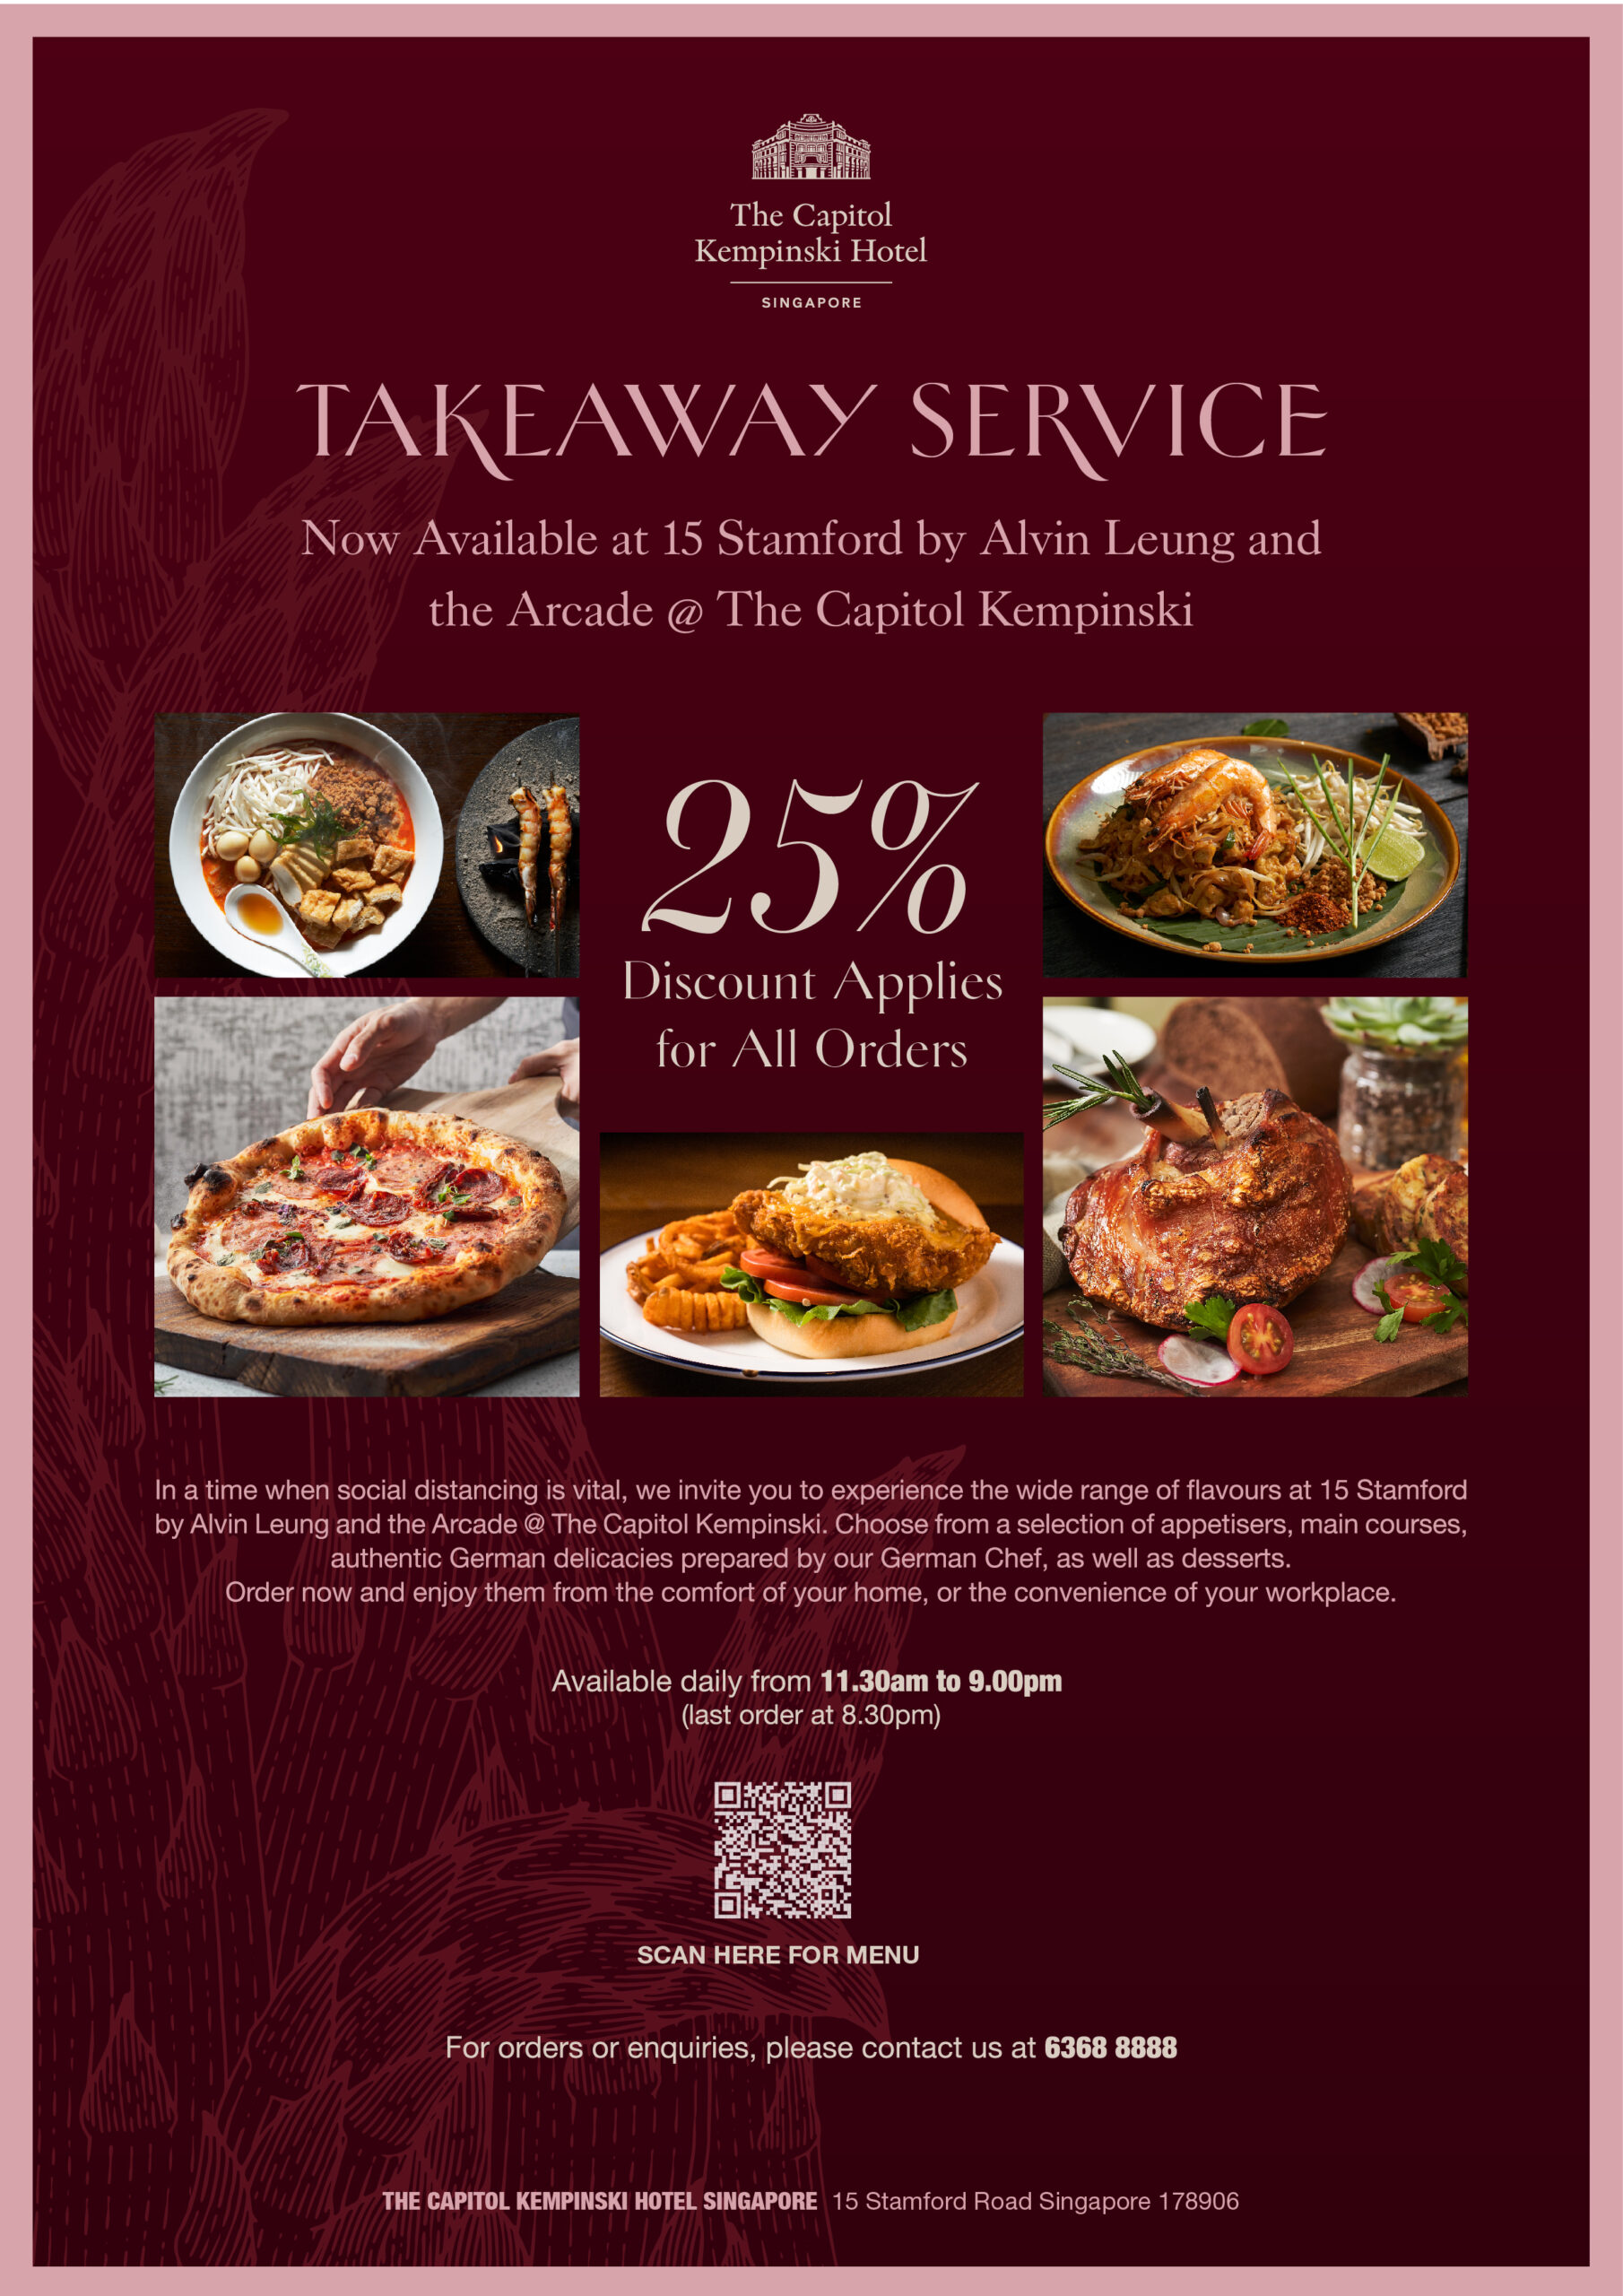 The Capitol
Kempinski Hotel
SINGAPORE
TAKEAWAY SERVICE
Now Available at 15 Stamford by Alvin Leung and
the Arcade @ The Capitol Kempinski
25%
Discount Applies
for All Orders
In a time when social distancing is vital, we invite you to experience the wide range of flavours at 15 Stamford
by Alvin Leung and the Arcade @ The Capitol Kempinski. Choose from a selection of appetisers, main courses,
authentic German delicacies prepared by our German Chef, as well as desserts.
Order now and enjoy them from the comfort of your home, or the convenience of your workplace.
Available daily from 11.30am to 9.00pm
(last order at 8.30pm)
SCAN HERE FOR MENU
For orders or enquiries, please contact us at 6368 8888
THE CAPITOL KEMPINSKI HOTEL SINGAPORE 15 Stamford Road Singapore 178906